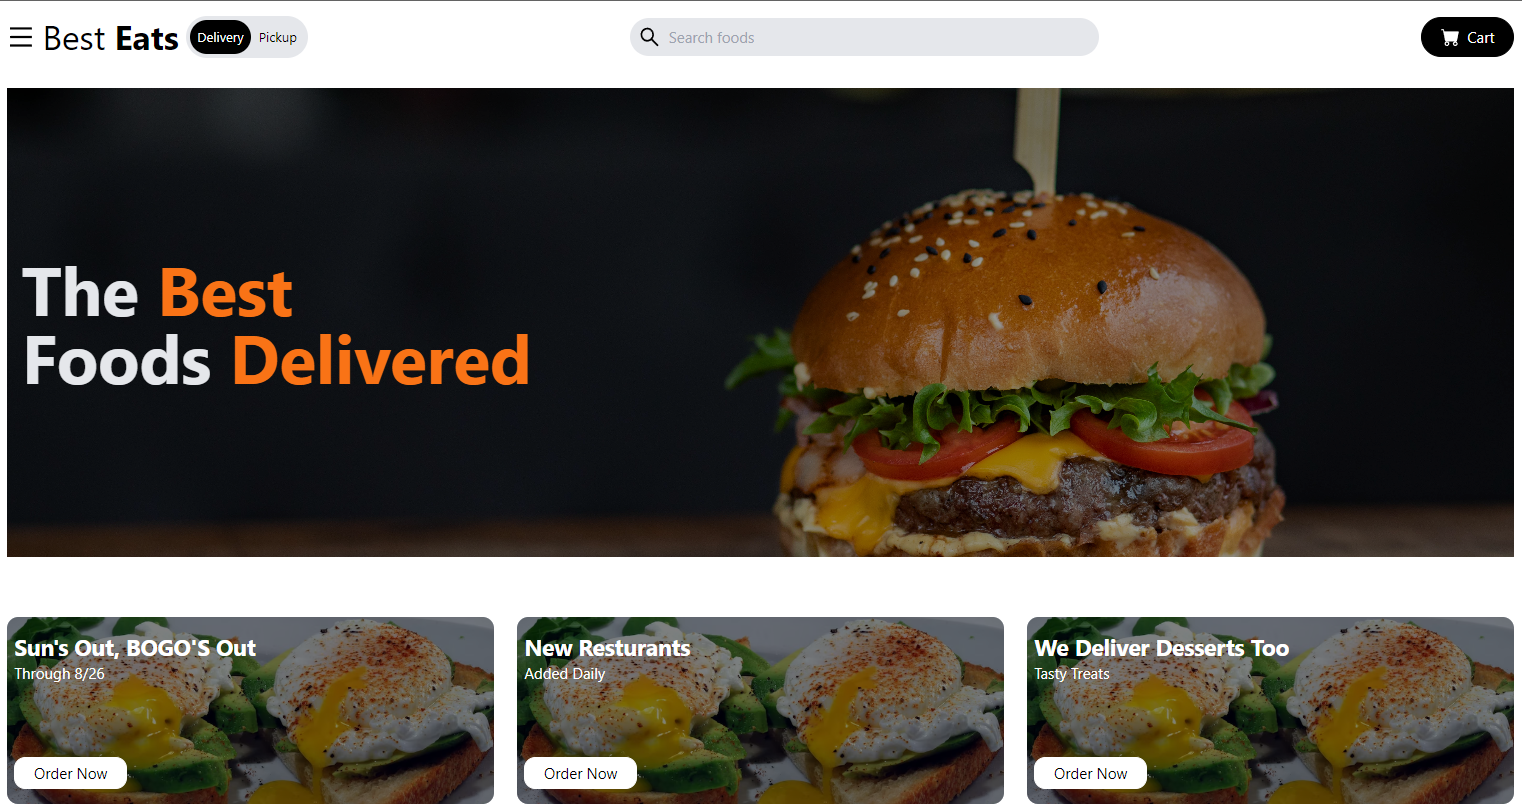 Best Eats
Delivery
Pickup
Search foods
Cart
The Best
Foods Delivered
Sun's Out, BOGO'S Out
Through 8/26
Order Now
New Resturants
Added Daily
Order Now
We Deliver Desserts Too
Tasty Treats
Order Now